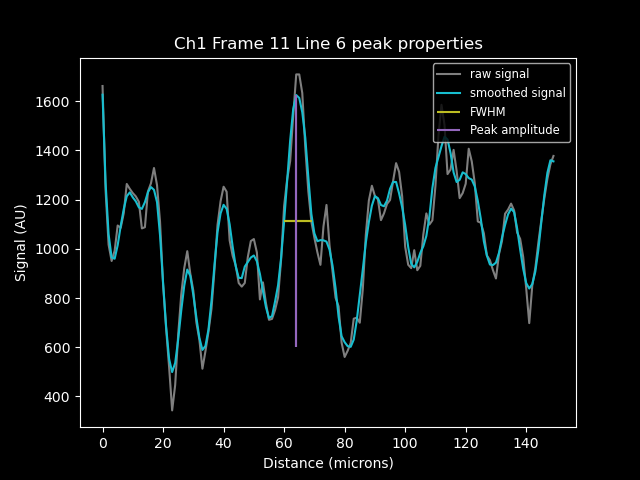 Ch1 Frame 11 Line 6 peak properties
raw signal
smoothed signal
FWHM
Peak amplitude
Signal (AU)
1600
1400
1200
1000
800
600
400
0 20 40 60 80 100 120 140
Distance (microns)